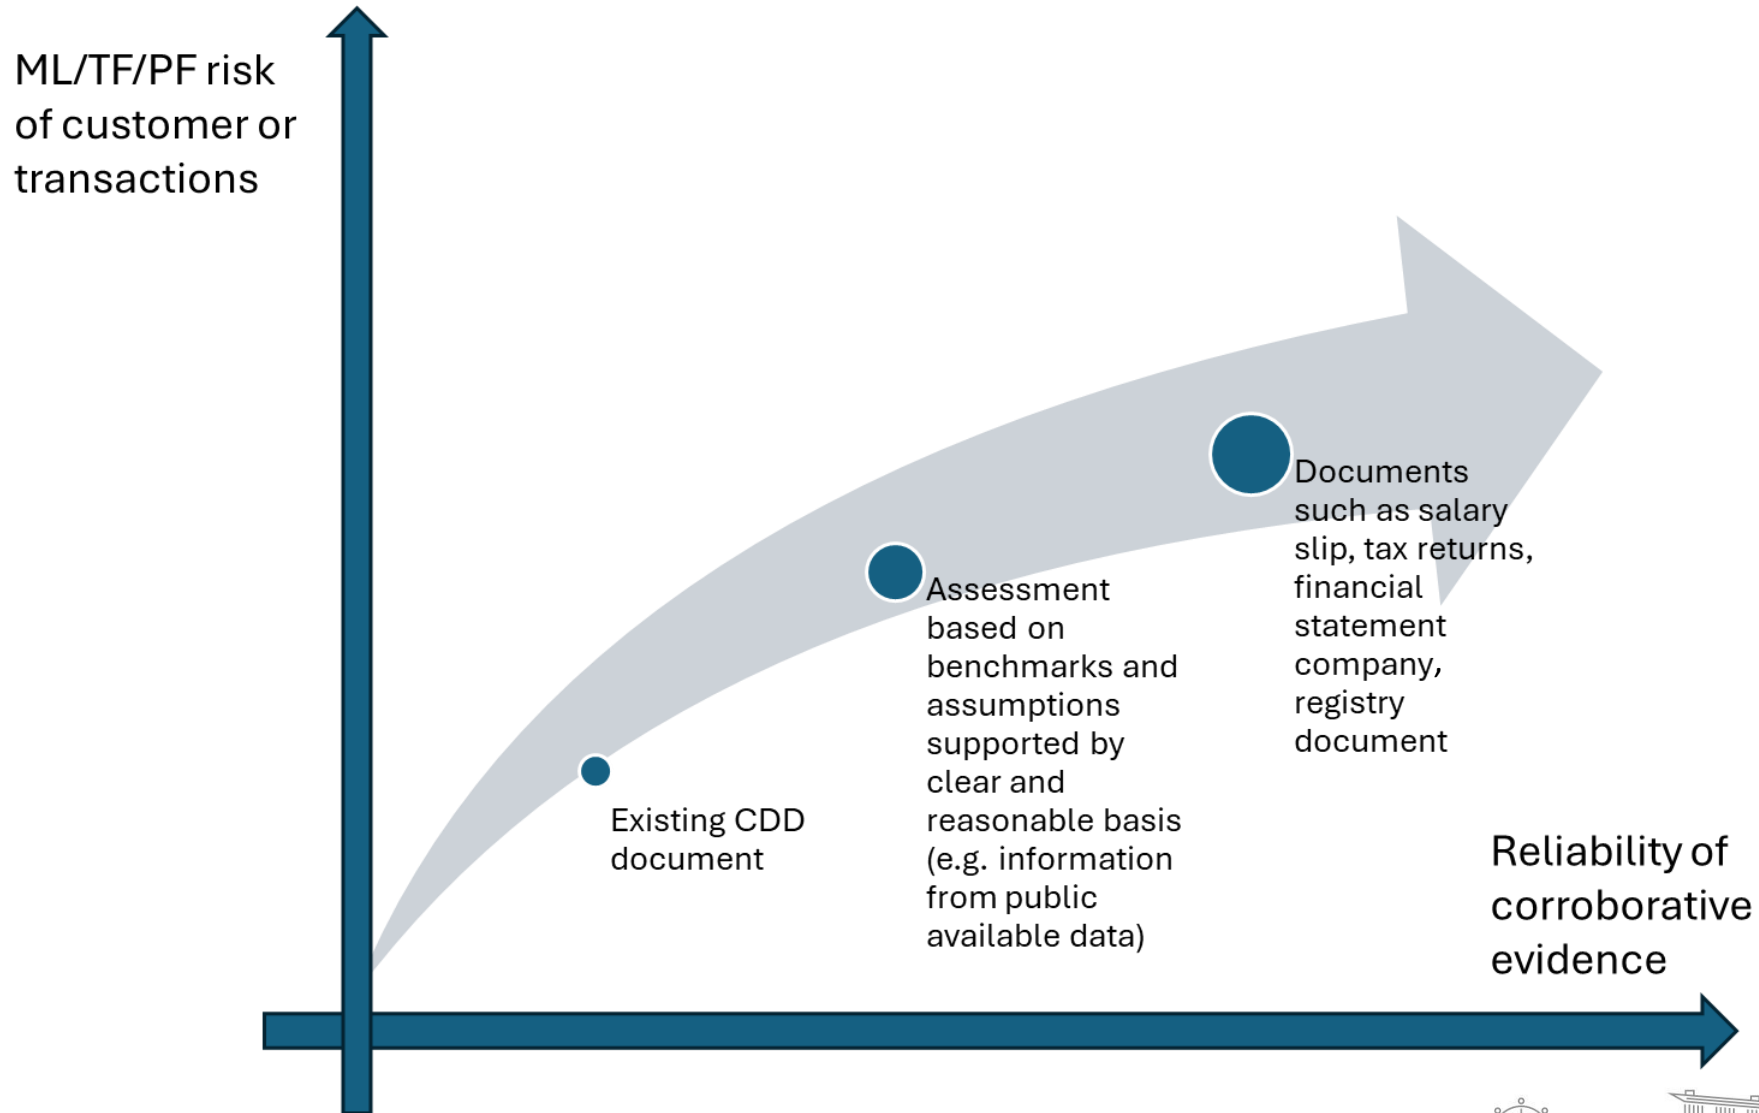 ML/TF/PF risk
of customer or
transactions
Existing CDD
document
Assessment
based on
benchmarks and
assumptions
supported by
clear and
reasonable basis
(e.g. information
from public
available data)
Documents
such as salary
slip, tax returns,
financial
statement
company,
registry
document
Reliability of
corroborative
evidence